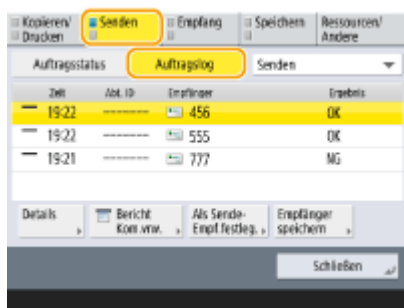 Kopieren/ Senden Empfang Speichern Ressourcen/
Drucken Andere
Auftragsstatus Auftragslog Senden
Zeit Abt. ID Empfänger Ergebnis
19:22 -------- 456 OK
19:22 -------- 555 OK
19:21 -------- 777 NG
Details Bericht Als Sende- Empfänger
Kom.vrw. Empf.festleg. speichern
Schließen